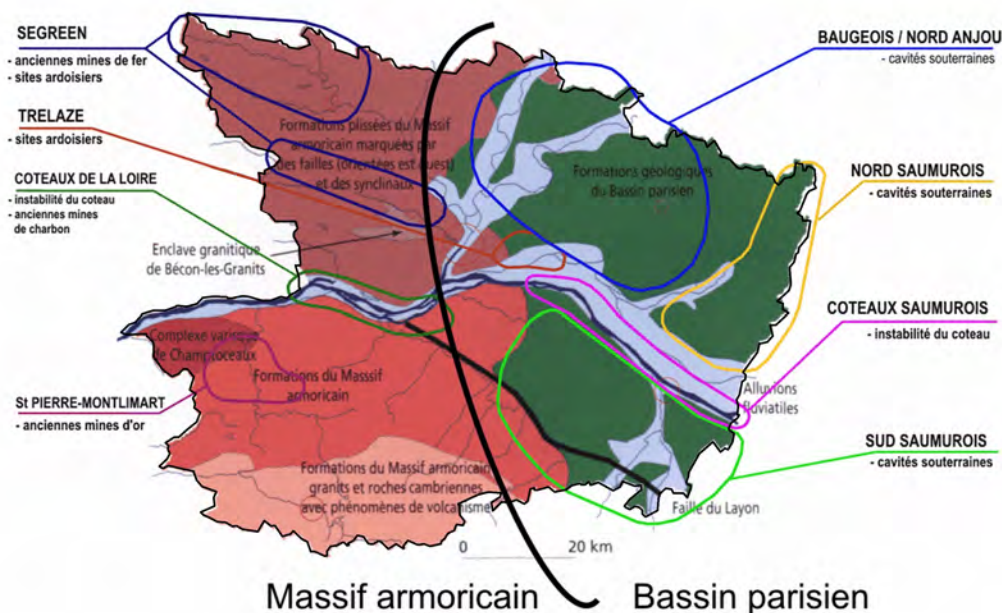 SEGREEN
- anciennes mines de fer
- sites ardoisiers
TRELAZE
- sites ardoisiers
COTEAUX DE LA LOIRE
- instabilité du coteau
- anciennes mines
de charbon
St PIERRE-MONTLIMART
- anciennes mines d'or
Formations plissées du Massif
armoricain marquées par
des failles (orientées est ouest)
et des synclinaux
Enclave granitique
de Bécon-les-Granits
Complexe varisque
de Champtoceaux
Formations du Masssif
armoricain
Formations du Massif armoricain
granits et roches cambriennes
avec phénomènes de volcanisme
Formations géologiques
du Bassin parisien
Alluvions
fluviatiles
Faille du Layon
0 20 km
BAUGEOIS / NORD ANJOU
- cavités souterraines
NORD SAUMUROIS
- cavités souterraines
COTEAUX SAUMUROIS
- instabilité du coteau
SUD SAUMUROIS
- cavités souterraines
Massif armoricain
Bassin parisien